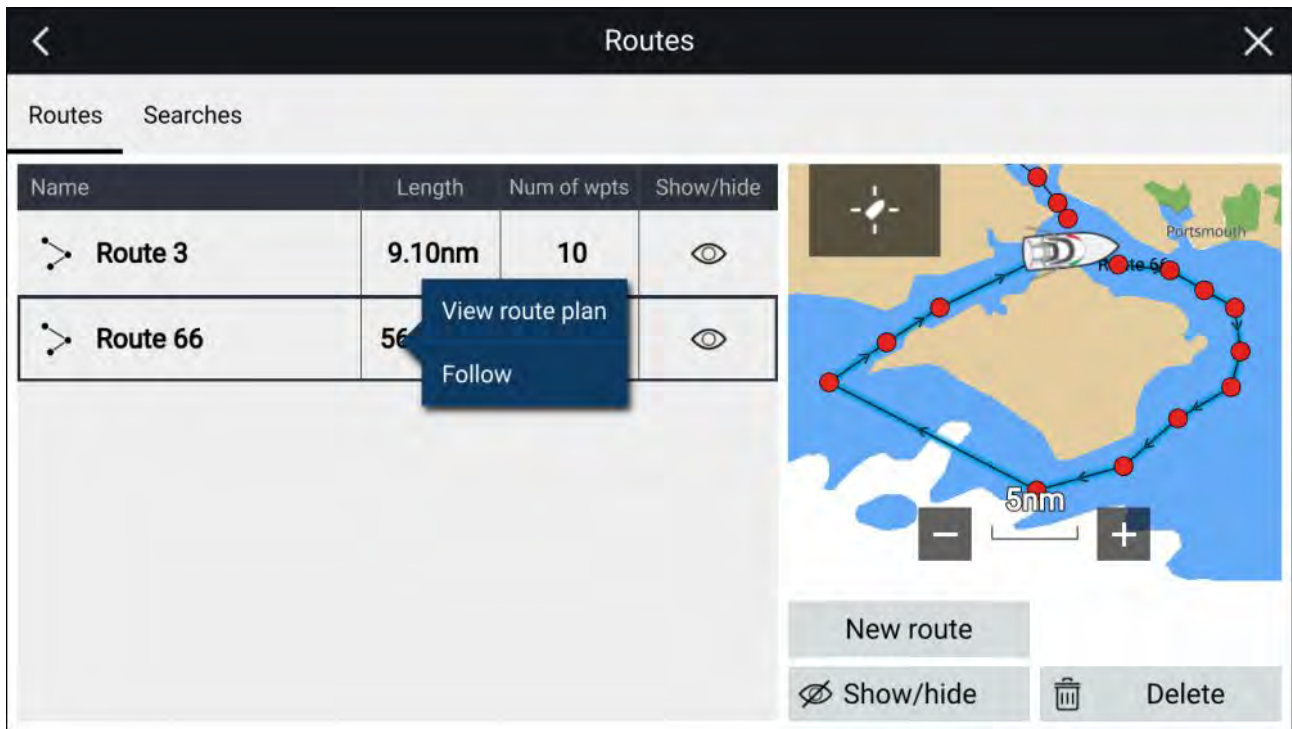 Routes
Routes Searches
Name Length Num of wpts Show/hide
Route 3 9.10nm 10
Route 66 56
View route plan
Follow
Portsmouth
Route 66
5nm
New route
Show/hide Delete